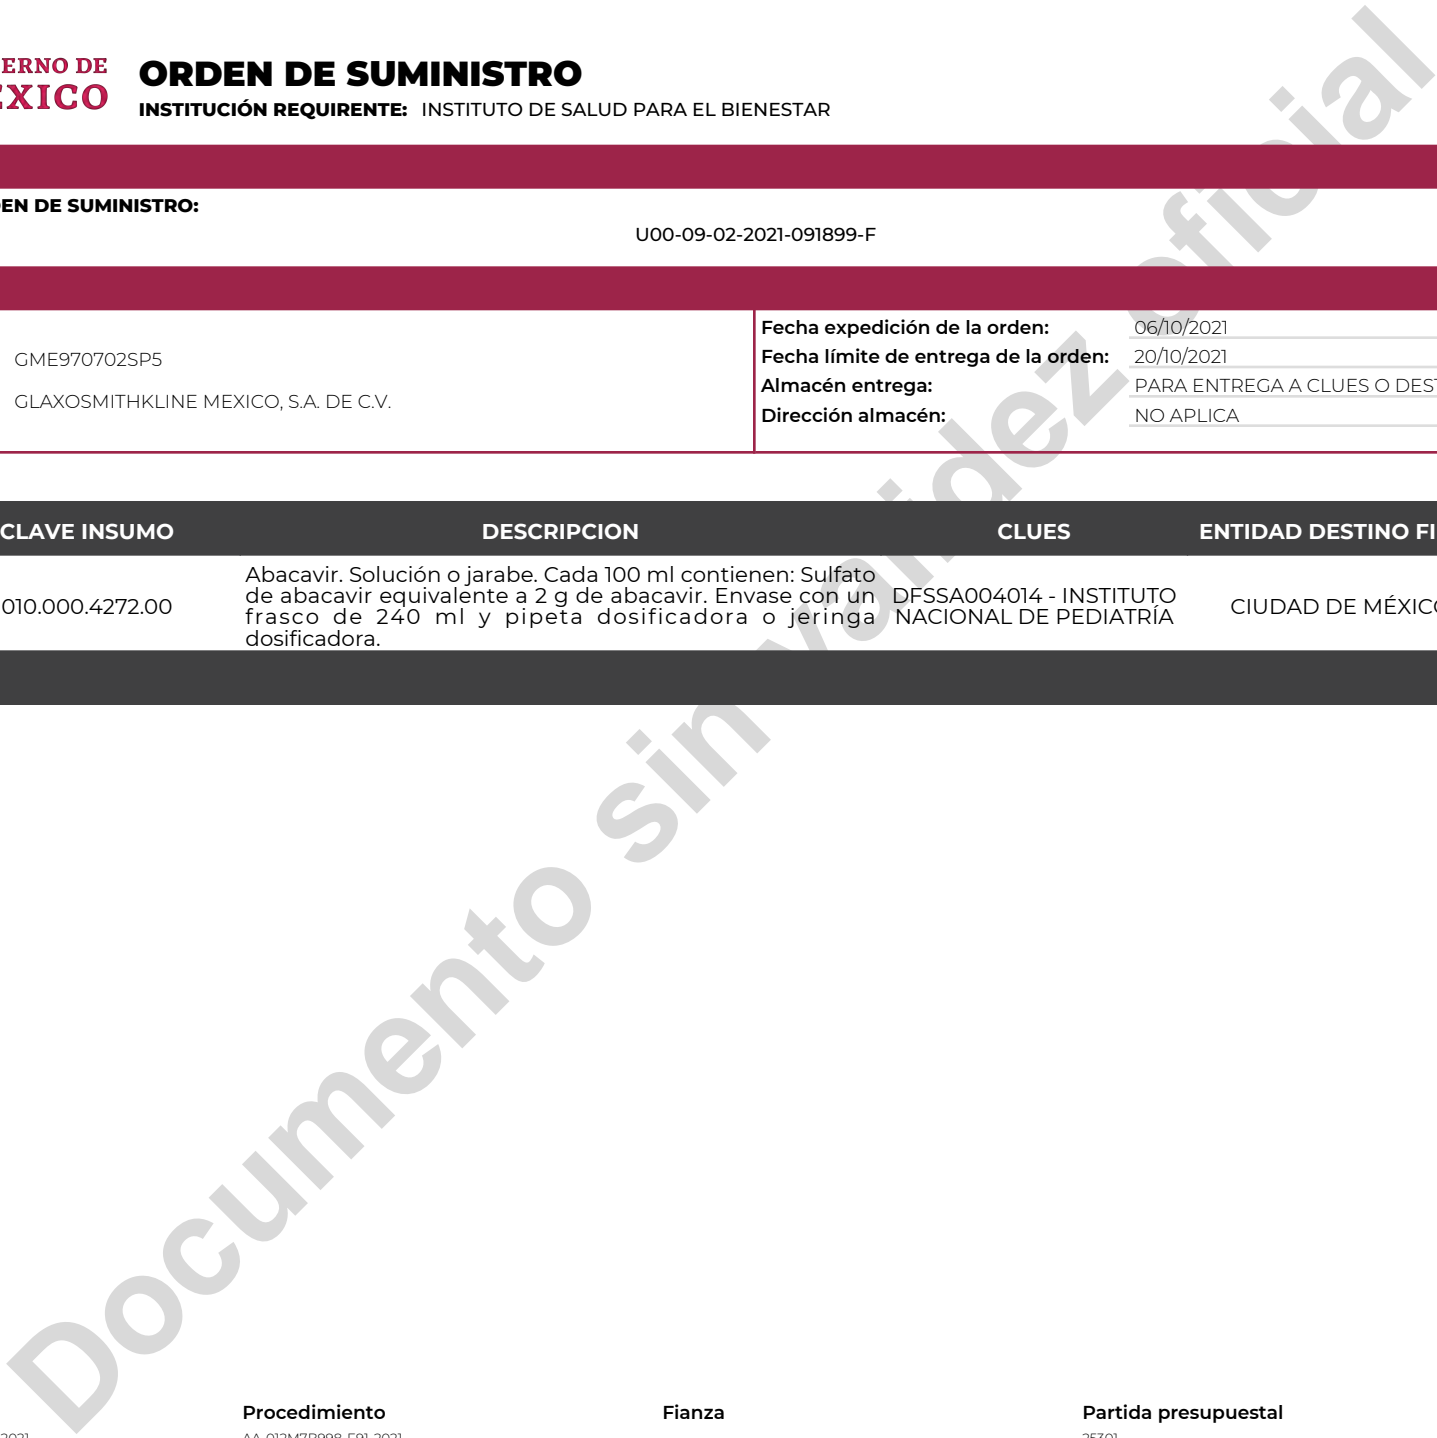 ERNO DE
EXICO
ORDEN DE SUMINISTRO
INSTITUCIÓN REQUIRENTE: INSTITUTO DE SALUD PARA EL BIENESTAR
EN DE SUMINISTRO:
U00-09-02-2021-091899-F
GME970702SP5
GLAXOSMITHKLINE MEXICO, S.A. DE C.V.
Fecha expedición de la orden: 06/10/2021
Fecha límite de entrega de la orden: 20/10/2021
Almacén entrega: PARA ENTREGA A CLUES O DEST
Dirección almacén: NO APLICA
CLAVE INSUMO DESCRIPCION CLUES ENTIDAD DESTINO FI
010.000.4272.00
Abacavir. Solución o jarabe. Cada 100 ml contienen: Sulfato
de abacavir equivalente a 2 g de abacavir. Envase con un
frasco de 240 ml y pipeta dosificadora o jeringa
dosificadora.
DFSSA004014 - INSTITUTO
NACIONAL DE PEDIATRÍA
CIUDAD DE MÉXICO
Documento sin validez oficial
Procedimiento Fianza Partida presupuestal